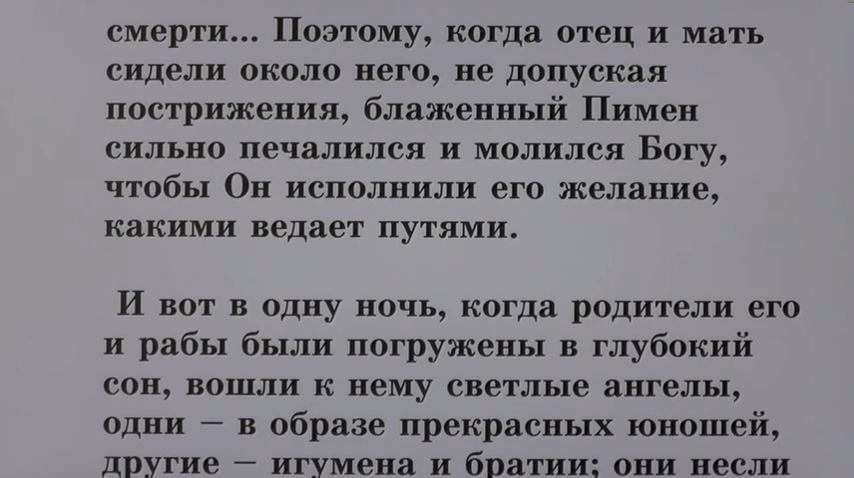 смерти... Поэтому, когда отец и мать
сидели около него, не допуская
пострижения, блаженный Пимен
сильно печалился и молился Богу,
чтобы Он исполнили его желание,
какими ведает путями.
И вот в одну ночь, когда родители его
и рабы были погружены в глубокий
сон, вошли к нему светлые ангелы,
одни – в образе прекрасных юношей,
другие – игумена и братии; они несли